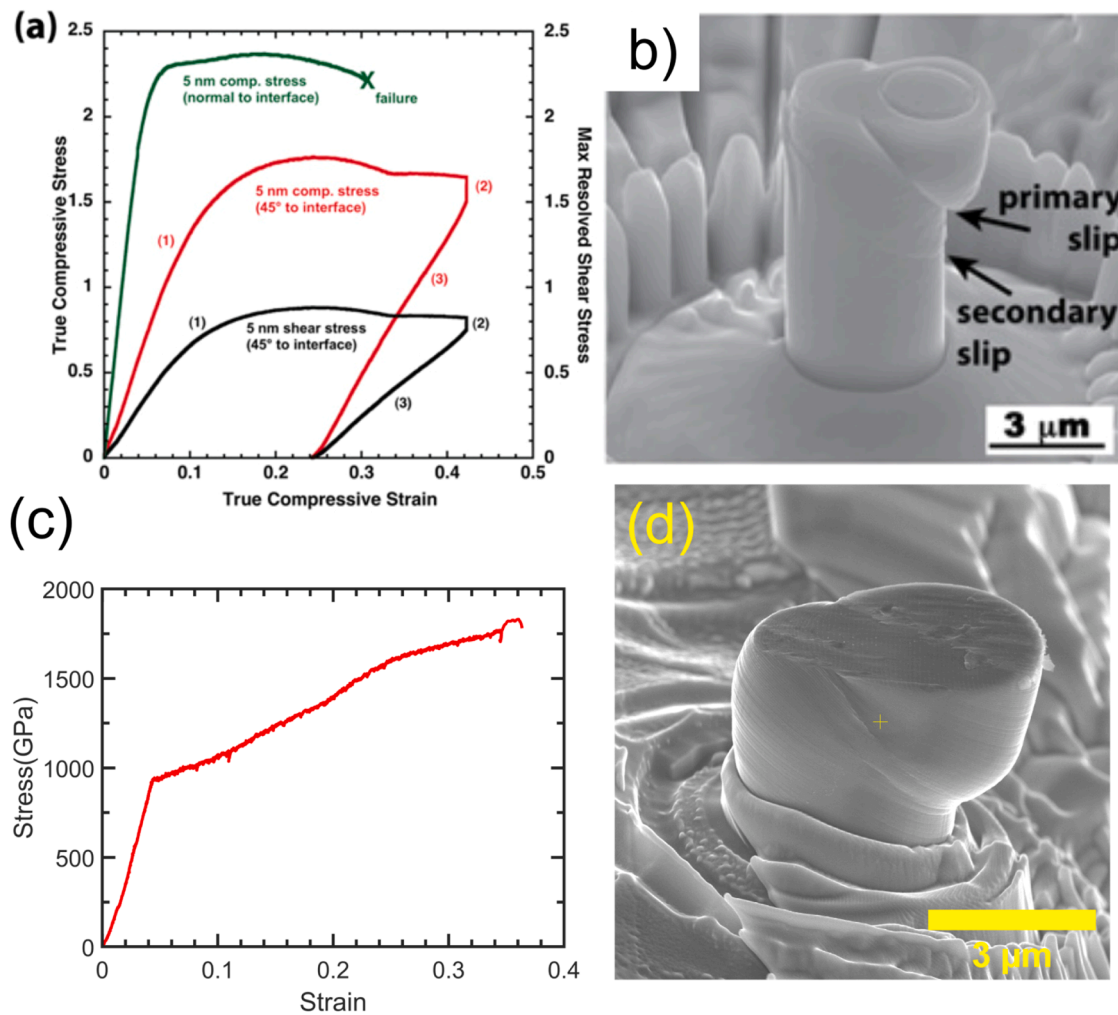 (a)
2.5
2
1.5
1
0.5
0
True Compressive Stress
5 nm comp. stress
(normal to interface)
X
failure
5 nm comp. stress
(45° to interface)
(1)
(2)
(3)
5 nm shear stress
(45° to interface)
(1)
(2)
(3)
2.5
2
1.5
1
0.5
0
Max Resolved Shear Stress
0 0.1 0.2 0.3 0.4 0.5
True Compressive Strain
b)
primary
slip
secondary
slip
3 μm
(c)
2000
1500
1000
500
0
Stress(GPa)
0 0.1 0.2 0.3 0.4
Strain
(d)
3 μm